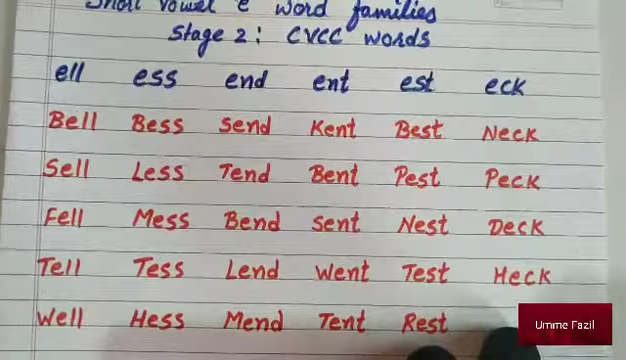 Short vowel e word families
Stage 2: CVCC words
ell ess end ent est eck
Bell Bess Send Kent Best Neck
Sell Less Tend Bent Pest Peck
Fell Mess Bend Sent Nest Deck
Tell Tess Lend Went Test Heck
Well Hess Mend Tent Rest
Umme Fazil